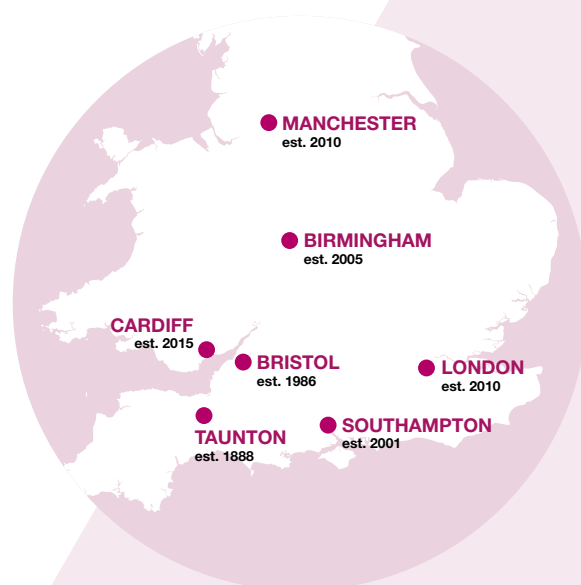 MANCHESTER
est. 2010
BIRMINGHAM
est. 2005
CARDIFF
est. 2015
BRISTOL
est. 1986
LONDON
est. 2010
TAUNTON
est. 1888
SOUTHAMPTON
est. 2001